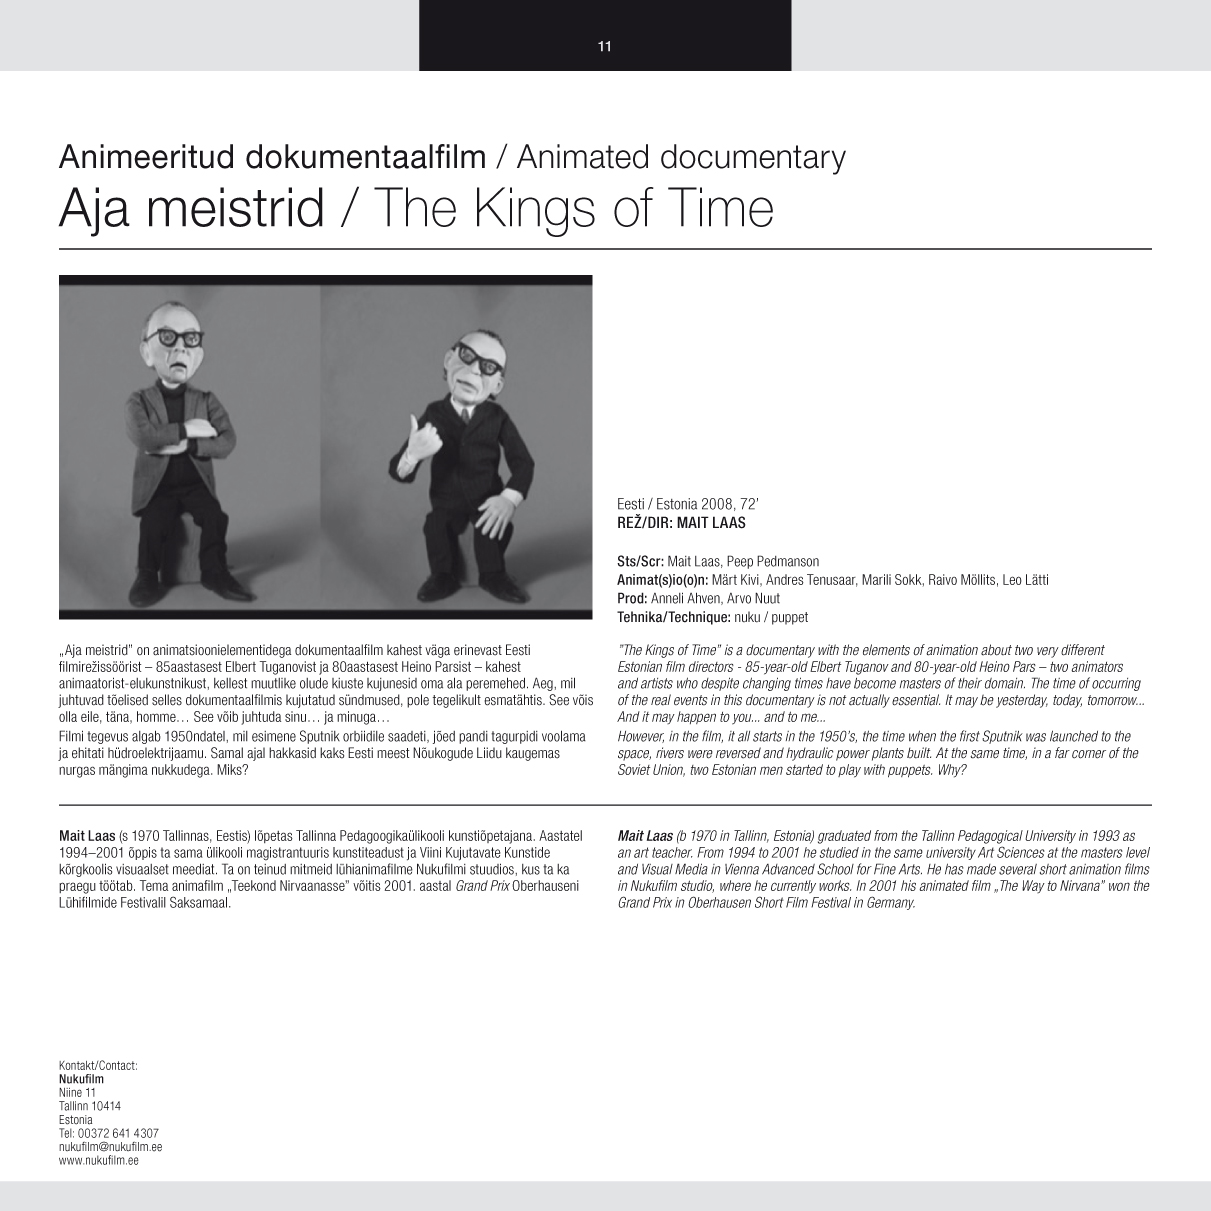 11
Animeeritud dokumentaalfilm / Animated documentary
Aja meistrid / The Kings of Time
Eesti / Estonia 2008, 72’
REŽ/DIR: MAIT LAAS
Sts/Scr: Mait Laas, Peep Pedmanson
Animat(s)io(o)n: Märt Kivi, Andres Tenusaar, Marili Sokk, Raivo Möllits, Leo Lätti
Prod: Anneli Ahven, Arvo Nuut
Tehnika/Technique: nuku / puppet
„Aja meistrid” on animatsioonielementidega dokumentaalfilm kahest väga erinevast Eesti
filmirežissöörist – 85aastasest Elbert Tuganovist ja 80aastasest Heino Parsist – kahest
animaatorist-elukunstnikust, kellest muutlike olude kiuste kujunesid oma ala peremehed. Aeg, mil
juhtuvad tõelised selles dokumentaalfilmis kujutatud sündmused, pole tegelikult esmatähtis. See võis
olla eile, täna, homme… See võib juhtuda sinu… ja minuga…
Filmi tegevus algab 1950ndatel, mil esimene Sputnik orbiidile saadeti, jõed pandi tagurpidi voolama
ja ehitati hüdroelektrijaamu. Samal ajal hakkasid kaks Eesti meest Nõukogude Liidu kaugemas
nurgas mängima nukkudega. Miks?
”The Kings of Time” is a documentary with the elements of animation about two very different
Estonian film directors - 85-year-old Elbert Tuganov and 80-year-old Heino Pars – two animators
and artists who despite changing times have become masters of their domain. The time of occurring
of the real events in this documentary is not actually essential. It may be yesterday, today, tomorrow...
And it may happen to you... and to me...
However, in the film, it all starts in the 1950’s, the time when the first Sputnik was launched to the
space, rivers were reversed and hydraulic power plants built. At the same time, in a far corner of the
Soviet Union, two Estonian men started to play with puppets. Why?
Mait Laas (s 1970 Tallinnas, Eestis) lõpetas Tallinna Pedagoogikaülikooli kunstiõpetajana. Aastatel
1994–2001 õppis ta sama ülikooli magistrantuuris kunstiteadust ja Viini Kujutavate Kunstide
kõrgkoolis visuaalset meediat. Ta on teinud mitmeid lühianimafilme Nukufilmi stuudios, kus ta ka
praegu töötab. Tema animafilm „Teekond Nirvaanasse” võitis 2001. aastal Grand Prix Oberhauseni
Lühifilmide Festivalil Saksamaal.
Mait Laas (b 1970 in Tallinn, Estonia) graduated from the Tallinn Pedagogical University in 1993 as
an art teacher. From 1994 to 2001 he studied in the same university Art Sciences at the masters level
and Visual Media in Vienna Advanced School for Fine Arts. He has made several short animation films
in Nukufilm studio, where he currently works. In 2001 his animated film „The Way to Nirvana” won the
Grand Prix in Oberhausen Short Film Festival in Germany.
Kontakt/Contact:
Nukufilm
Niine 11
Tallinn 10414
Estonia
Tel: 00372 641 4307
nukufilm@nukufilm.ee
www.nukufilm.ee